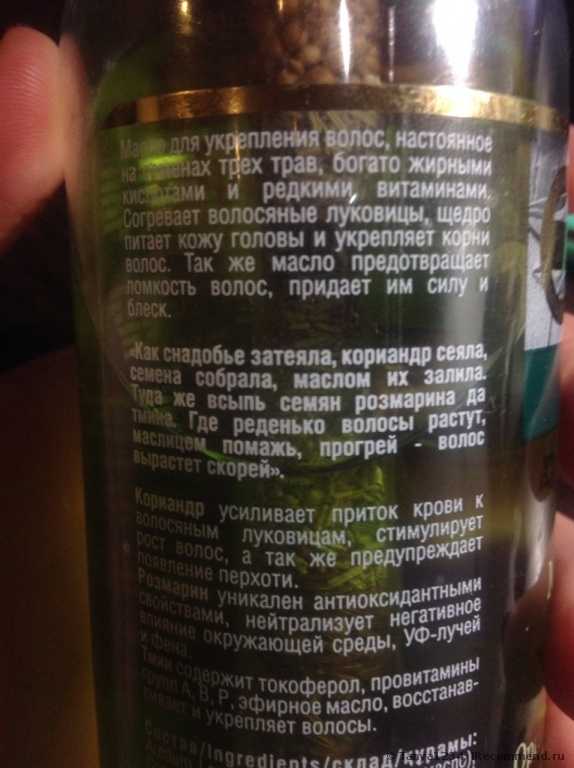 Масло для укрепления волос, настоянное
на семенах трех трав, богато жирными
кислотами и редкими витаминами.
Согревает волосяные луковицы, щедро
питает кожу головы и укрепляет корни
волос. Так же масло предотвращает
ломкость волос, придает им силу и
блеск.
«Как снадобье затеяла, кориандр сеяла,
семена собрала, маслом их залила.
Туда же всыпь семян розмарина да
тмина. Где реденько волосы растут,
маслицем помажь, прогрей - волос
вырастет скорей».
Кориандр усиливает приток крови к
волосяным луковицам, стимулирует
рост волос, а так же предупреждает
появление перхоти.
Розмарин уникален антиоксидантными
свойствами, нейтрализует негативное
влияние окружающей среды, УФ-лучей
и фена.
Тмин содержит токоферол, провитамины
групп А, В, Р, эфирное масло, восстанав-
ливает и укрепляет волосы.
Состав/Ingredients/склад/Құрамы: